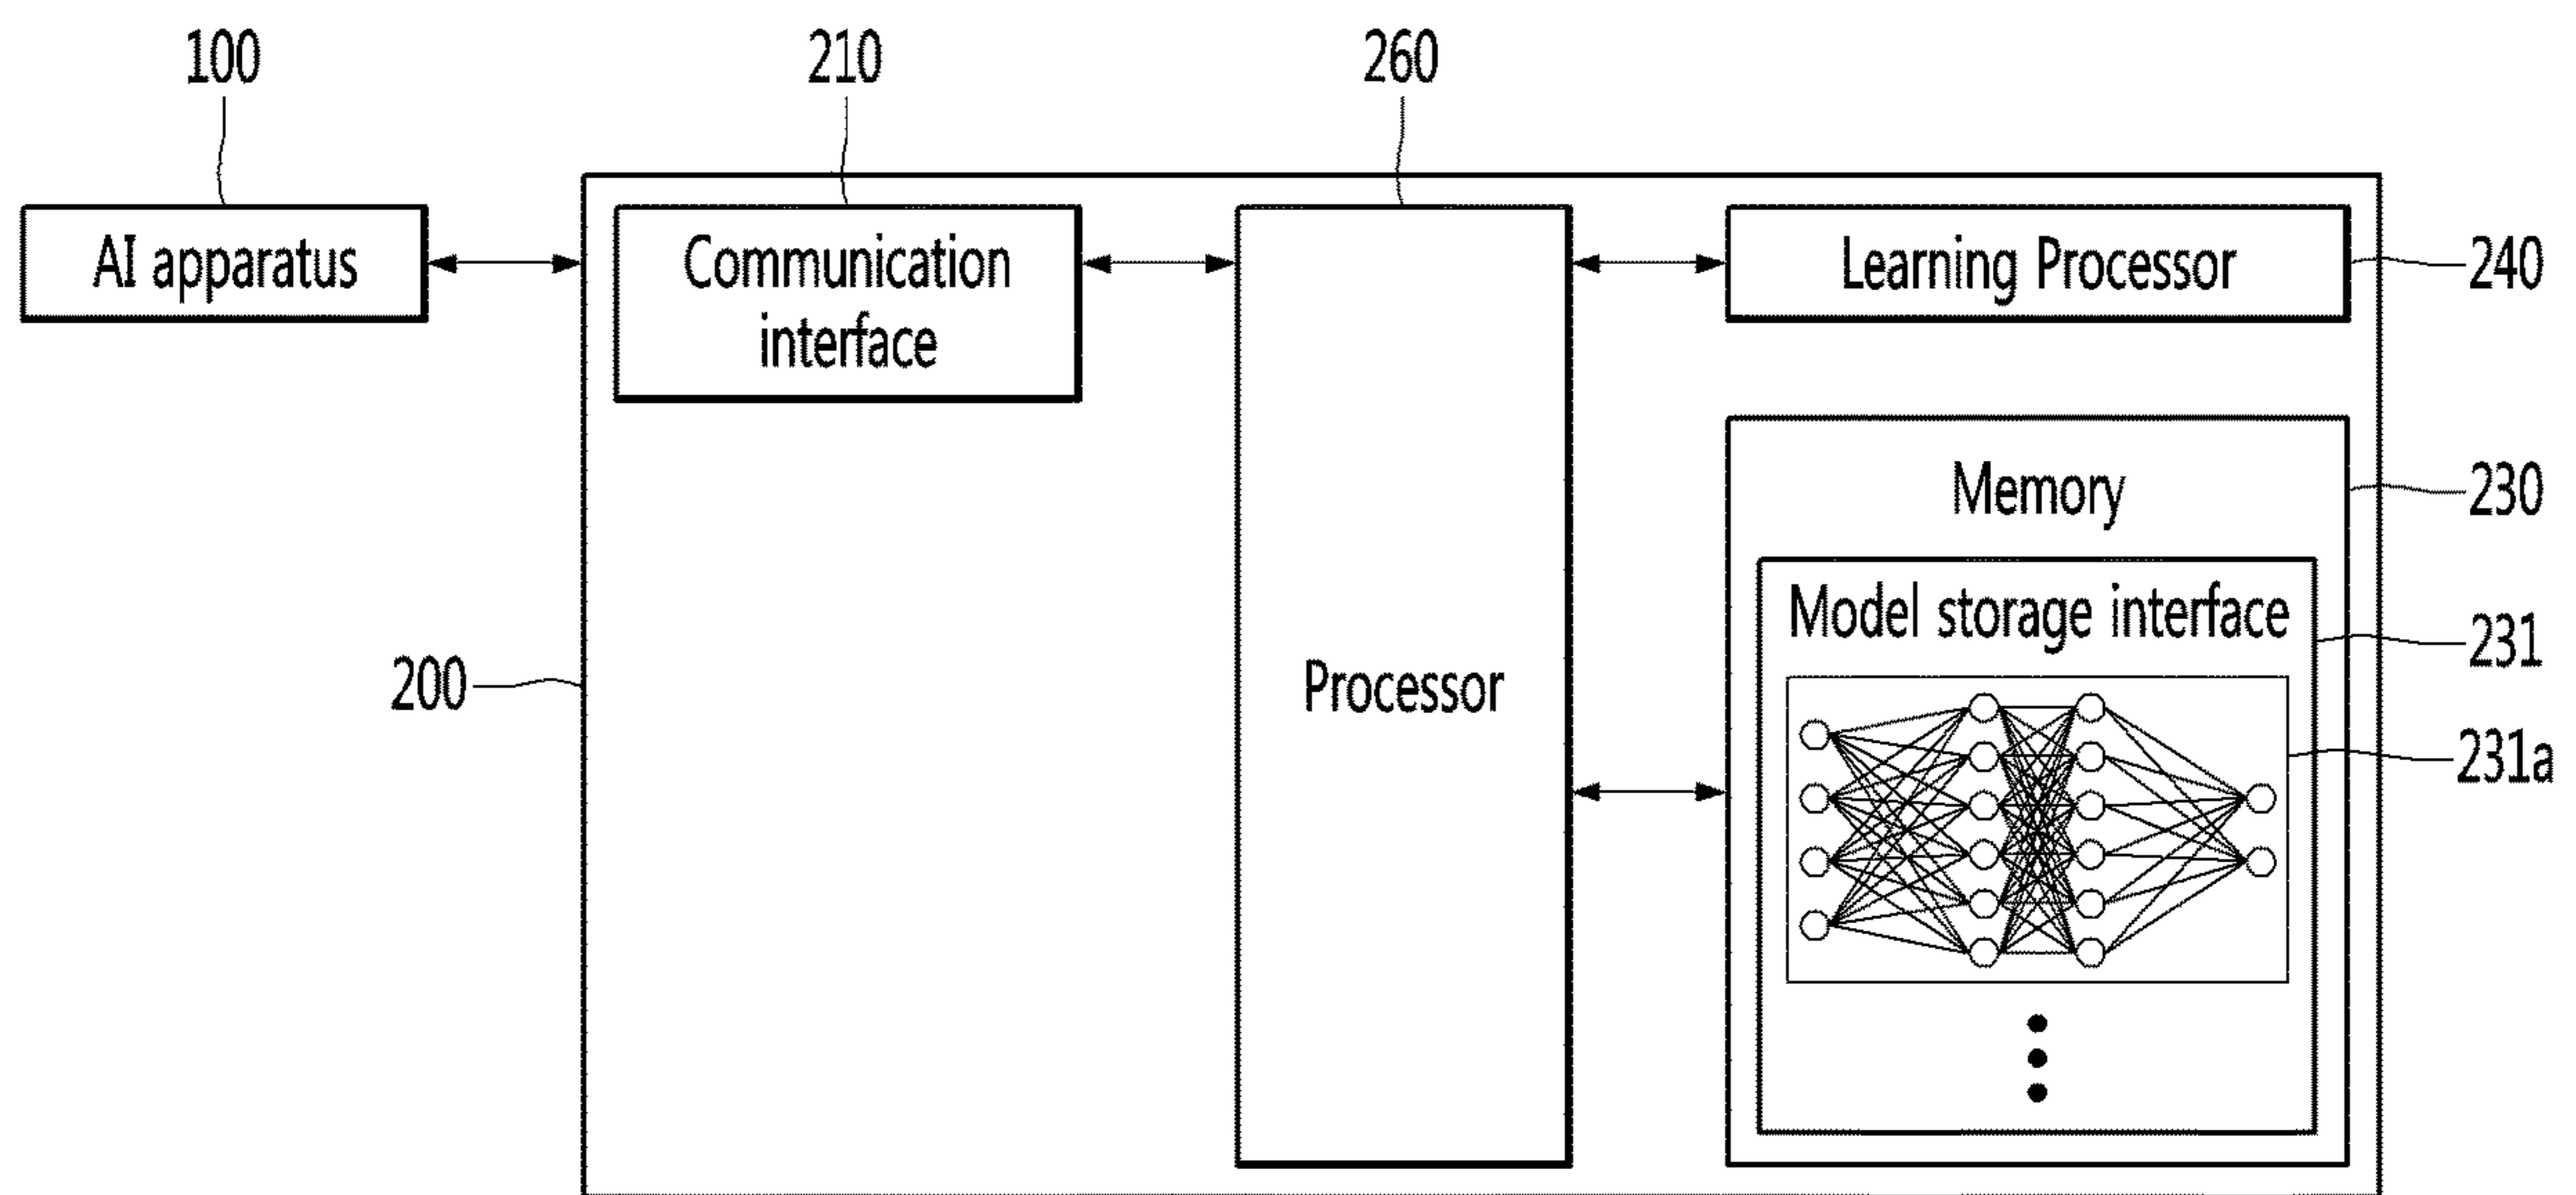 100
210
260
AI apparatus
Communication
interface
Learning Processor
240
Memory
230
Model storage interface
231
200
Processor
231a